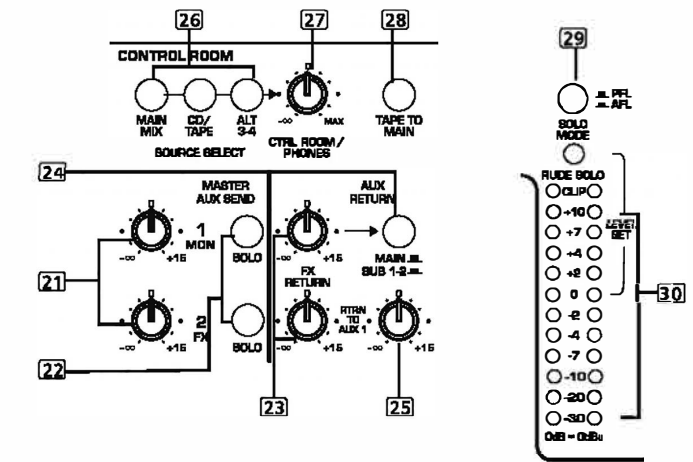 26
27
28
29
CONTROL ROOM
0
PFL
AFL
MAIN MIX
CD/ TAPE
ALT 3-4
-∞
MAX
TAPE TO MAIN
SOLO MODE
SOURCE SELECT
CTRL ROOM / PHONES
24
MASTER AUX SEND
AUX RETURN
RUDE SOLO
CLIP
+10
+7
+4
+2
0
-2
-4
-7
-10
-20
-30
0dB = 0dBu
LEVEL SET
30
0
1
MON
-∞
+15
SOLO
0
-∞
+15
MAIN
SUB 1-2
21
0
2
FX
-∞
+15
SOLO
FX RETURN
0
-∞
+15
RTRN TO AUX 1
0
-∞
+15
22
23
25